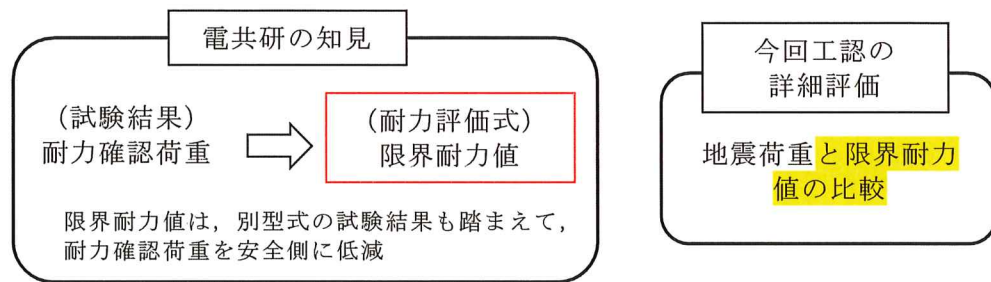 電共研の知見
(試験結果)
耐力確認荷重
(耐力評価式)
限界耐力値
限界耐力値は，別型式の試験結果も踏まえて，
耐力確認荷重を安全側に低減
今回工認の
詳細評価
地震荷重と限界耐力
値の比較